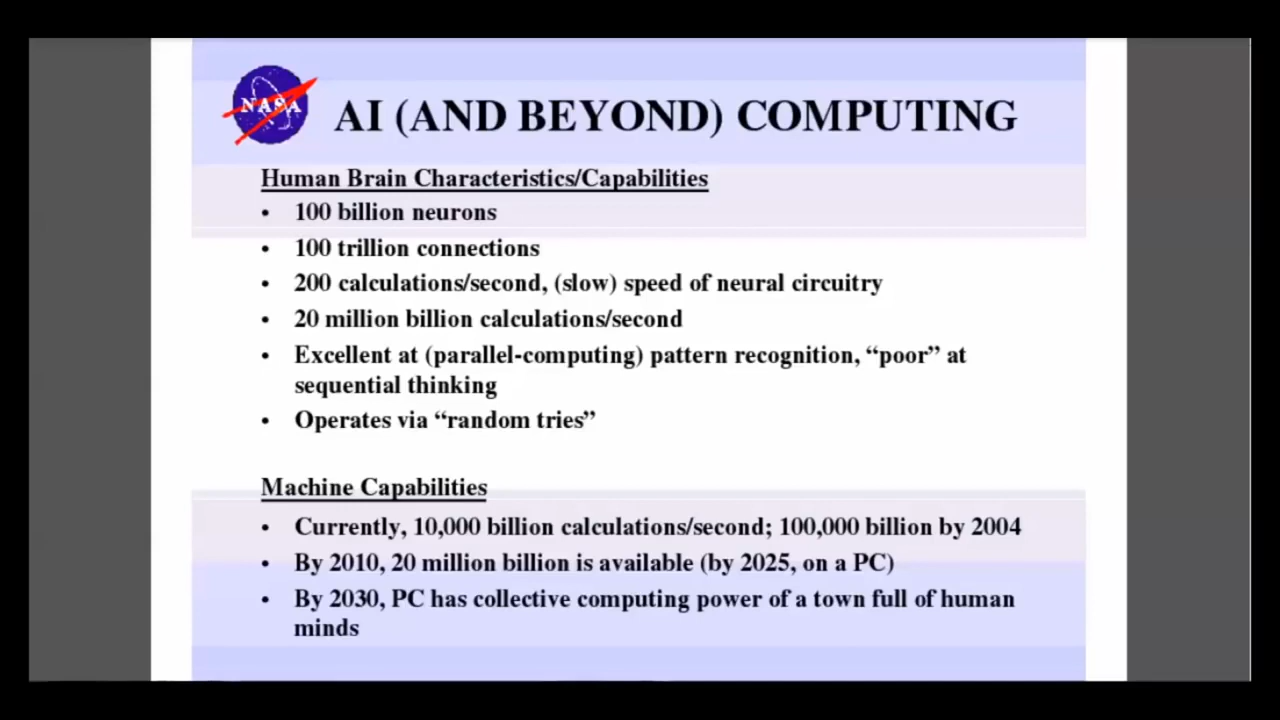 NASA
AI (AND BEYOND) COMPUTING
Human Brain Characteristics/Capabilities
• 100 billion neurons
• 100 trillion connections
• 200 calculations/second, (slow) speed of neural circuitry
• 20 million billion calculations/second
• Excellent at (parallel-computing) pattern recognition, “poor” at
sequential thinking
• Operates via “random tries”
Machine Capabilities
• Currently, 10,000 billion calculations/second; 100,000 billion by 2004
• By 2010, 20 million billion is available (by 2025, on a PC)
• By 2030, PC has collective computing power of a town full of human
minds